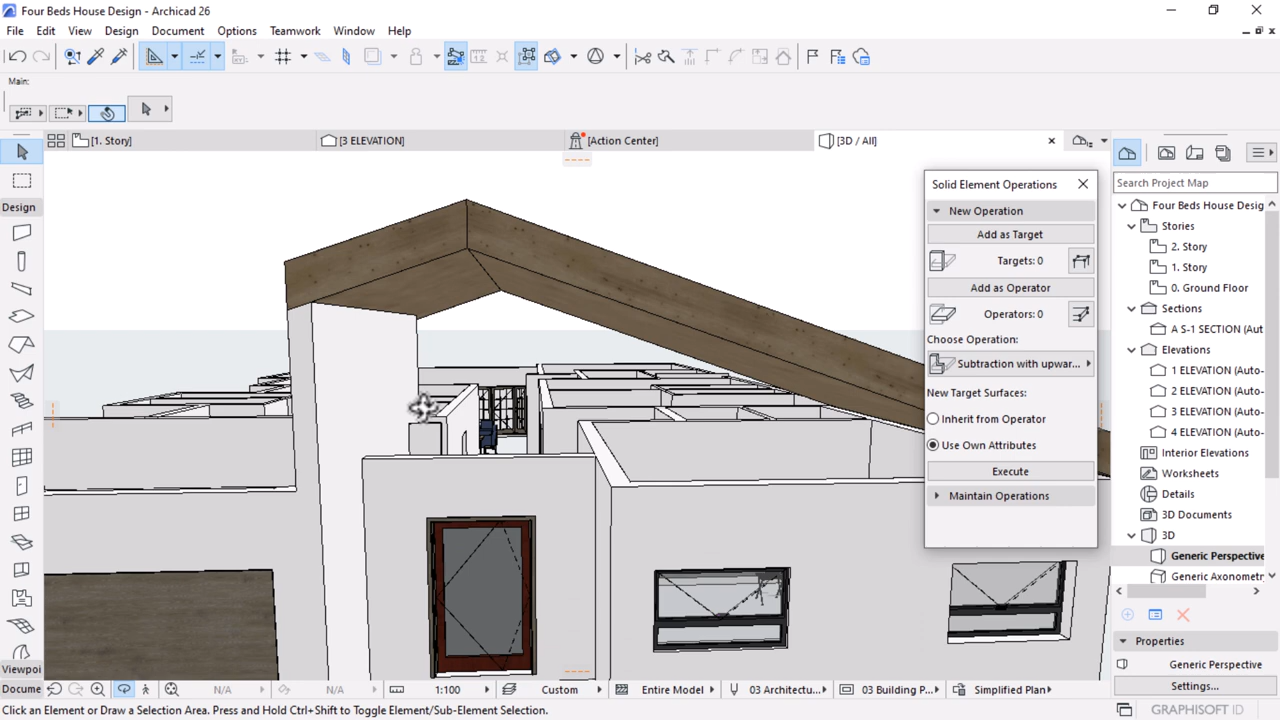 Four Beds House Design - Archicad 26
File Edit View Design Document Options Teamwork Window Help
Main:
[1. Story]
[3 ELEVATION]
[Action Center]
[3D / All]
Design
Viewpoi
Docume
Solid Element Operations
New Operation
Add as Target
Targets: 0
Add as Operator
Operators: 0
Choose Operation:
Subtraction with upwar...
New Target Surfaces:
Inherit from Operator
Use Own Attributes
Execute
Maintain Operations
Search Project Map
Four Beds House Desig
Stories
2. Story
1. Story
0. Ground Floor
Sections
A S-1 SECTION (Aut
Elevations
1 ELEVATION (Auto-
2 ELEVATION (Auto-
3 ELEVATION (Auto-
4 ELEVATION (Auto-
Interior Elevations
Worksheets
Details
3D Documents
3D
Generic Perspective
Generic Axonometr
Properties
Generic Perspective
Settings...
N/A N/A 1:100 Custom Entire Model 03 Architectu... 03 Building P... Simplified Plan
Click an Element or Draw a Selection Area. Press and Hold Ctrl+Shift to Toggle Element/Sub-Element Selection.
GRAPHISOFT ID